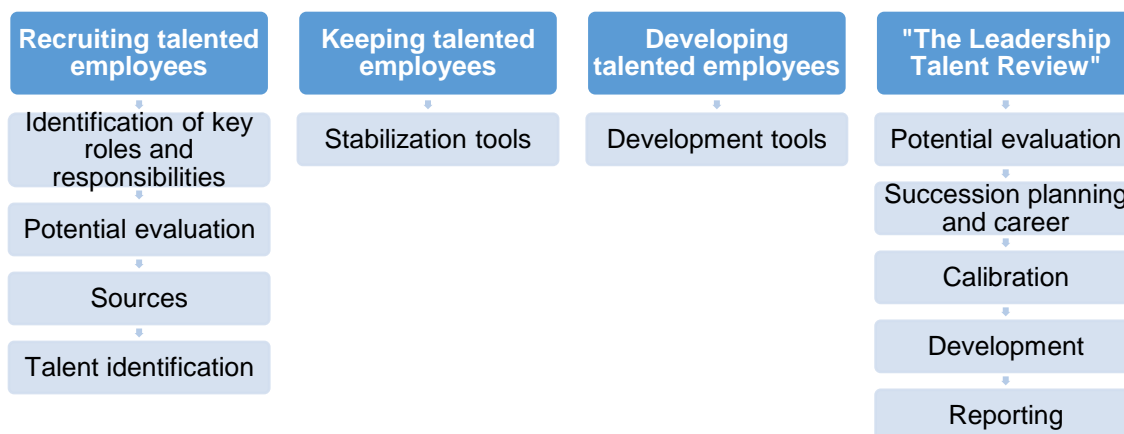 Recruiting talented
employees
Identification of key
roles and
responsibilities
Potential evaluation
Sources
Talent identification
Keeping talented
employees
Stabilization tools
Developing
talented employees
Development tools
"The Leadership
Talent Review"
Potential evaluation
Succession planning
and career
Calibration
Development
Reporting